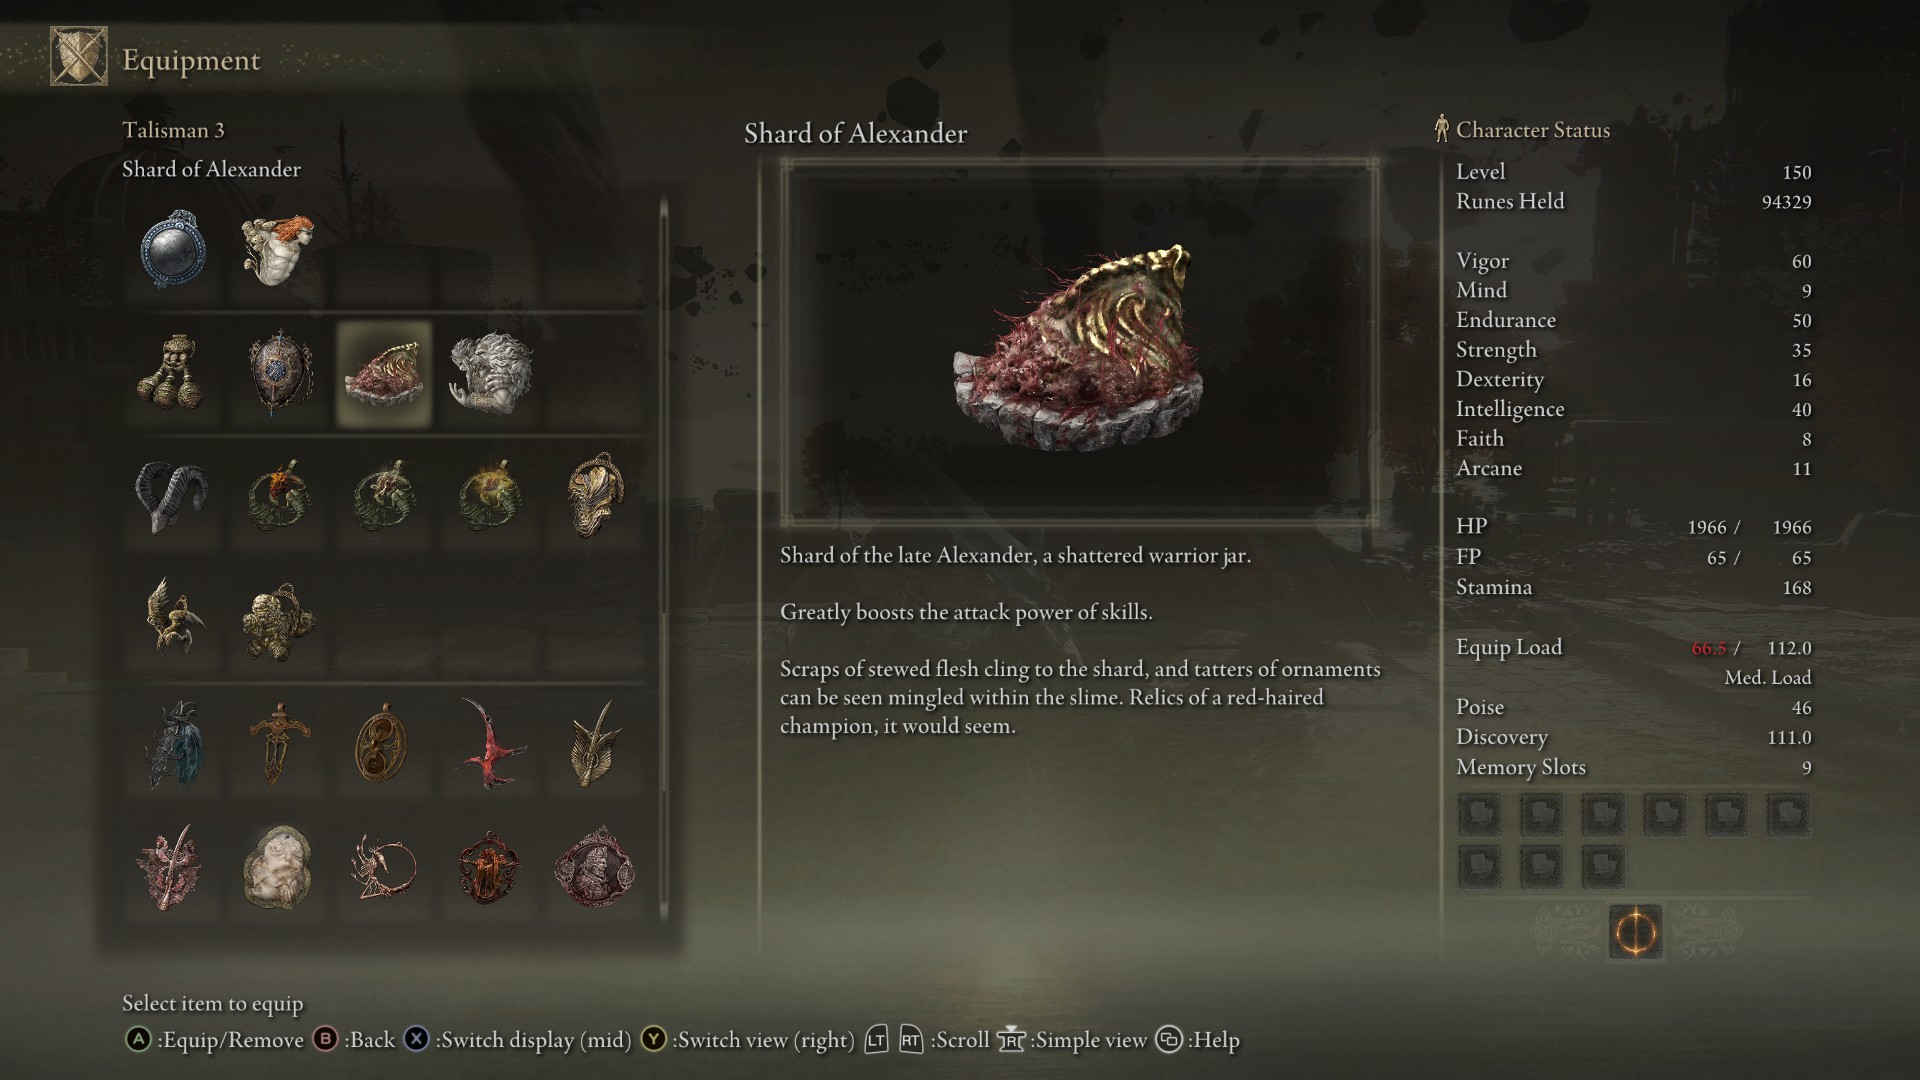 Equipment
Talisman 3
Shard of Alexander
Shard of Alexander
Shard of the late Alexander, a shattered warrior jar.
Greatly boosts the attack power of skills.
Scraps of stewed flesh cling to the shard, and tatters of ornaments
can be seen mingled within the slime. Relics of a red-haired
champion, it would seem.
Character Status
Level 150
Runes Held 94329
Vigor 60
Mind 9
Endurance 50
Strength 35
Dexterity 16
Intelligence 40
Faith 8
Arcane 11
HP 1966 / 1966
FP 65 / 65
Stamina 168
Equip Load 66.5 / 112.0
Med. Load
Poise 46
Discovery 111.0
Memory Slots 9
Select item to equip
A :Equip/Remove B :Back X :Switch display (mid) Y :Switch view (right) LT RT :Scroll R :Simple view :Help